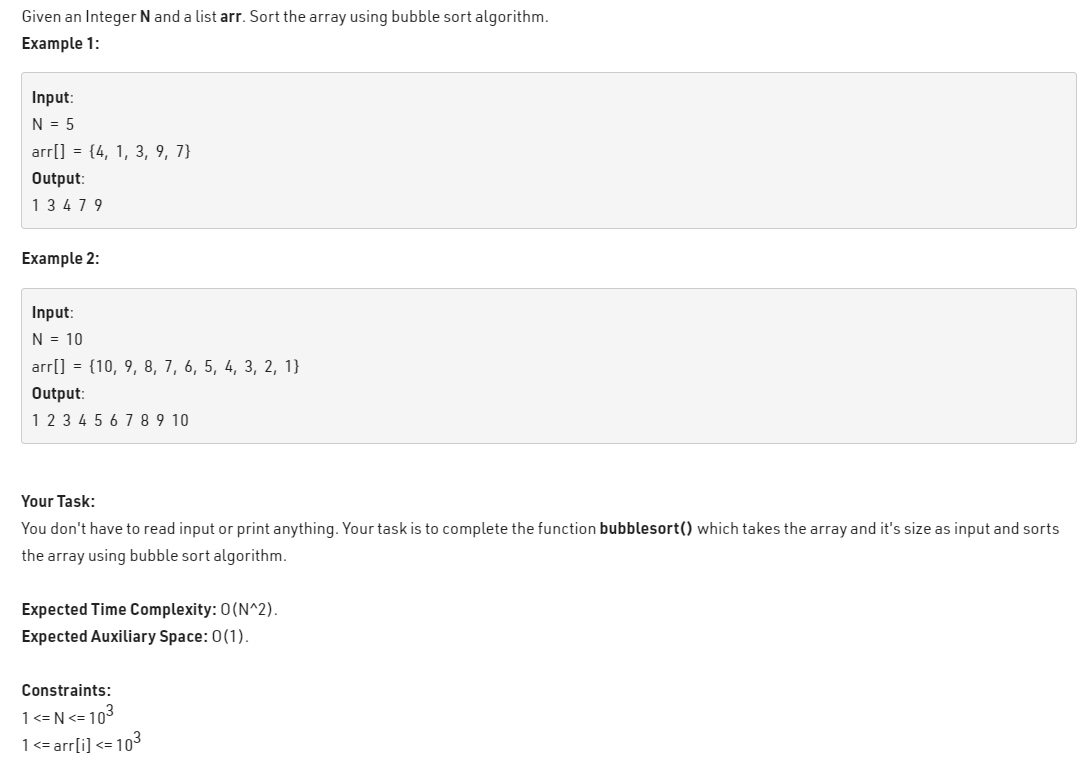 Given an Integer N and a list arr. Sort the array using bubble sort algorithm.
Example 1:
Input:
N = 5
arr[] = {4, 1, 3, 9, 7}
Output:
1 3 4 7 9
Example 2:
Input:
N = 10
arr[] = {10, 9, 8, 7, 6, 5, 4, 3, 2, 1}
Output:
1 2 3 4 5 6 7 8 9 10
Your Task:
You don't have to read input or print anything. Your task is to complete the function bubblesort() which takes the array and it's size as input and sorts
the array using bubble sort algorithm.
Expected Time Complexity: O(N^2).
Expected Auxiliary Space: O(1).
Constraints:
1 <= N <= 10³
1 <= arr[i] <= 10³